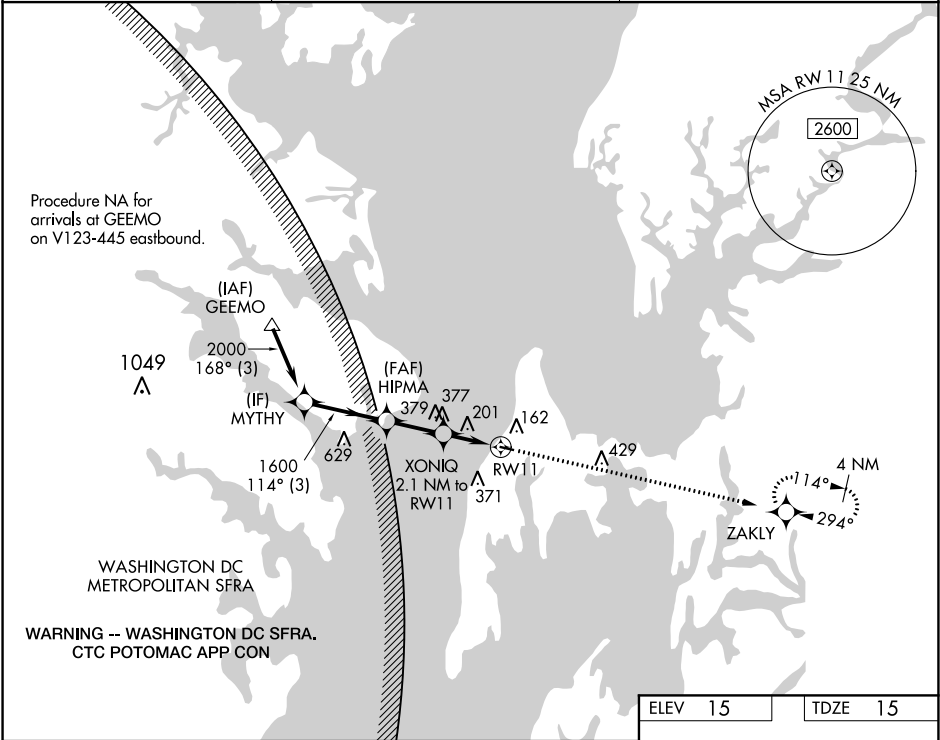 MSA RW 11 25 NM
2600
Procedure NA for
arrivals at GEEMO
on V123-445 eastbound.
(IAF)
GEEMO
2000
168° (3)
1049
(IF)
MYTHY
(FAF)
HIPMA
379
377
201
162
629
1600
114° (3)
XONIQ
2.1 NM to
RW11
371
RW11
429
4 NM
114°
294°
ZAKLY
WASHINGTON DC
METROPOLITAN SFRA
WARNING -- WASHINGTON DC SFRA.
CTC POTOMAC APP CON
ELEV 15
TDZE 15